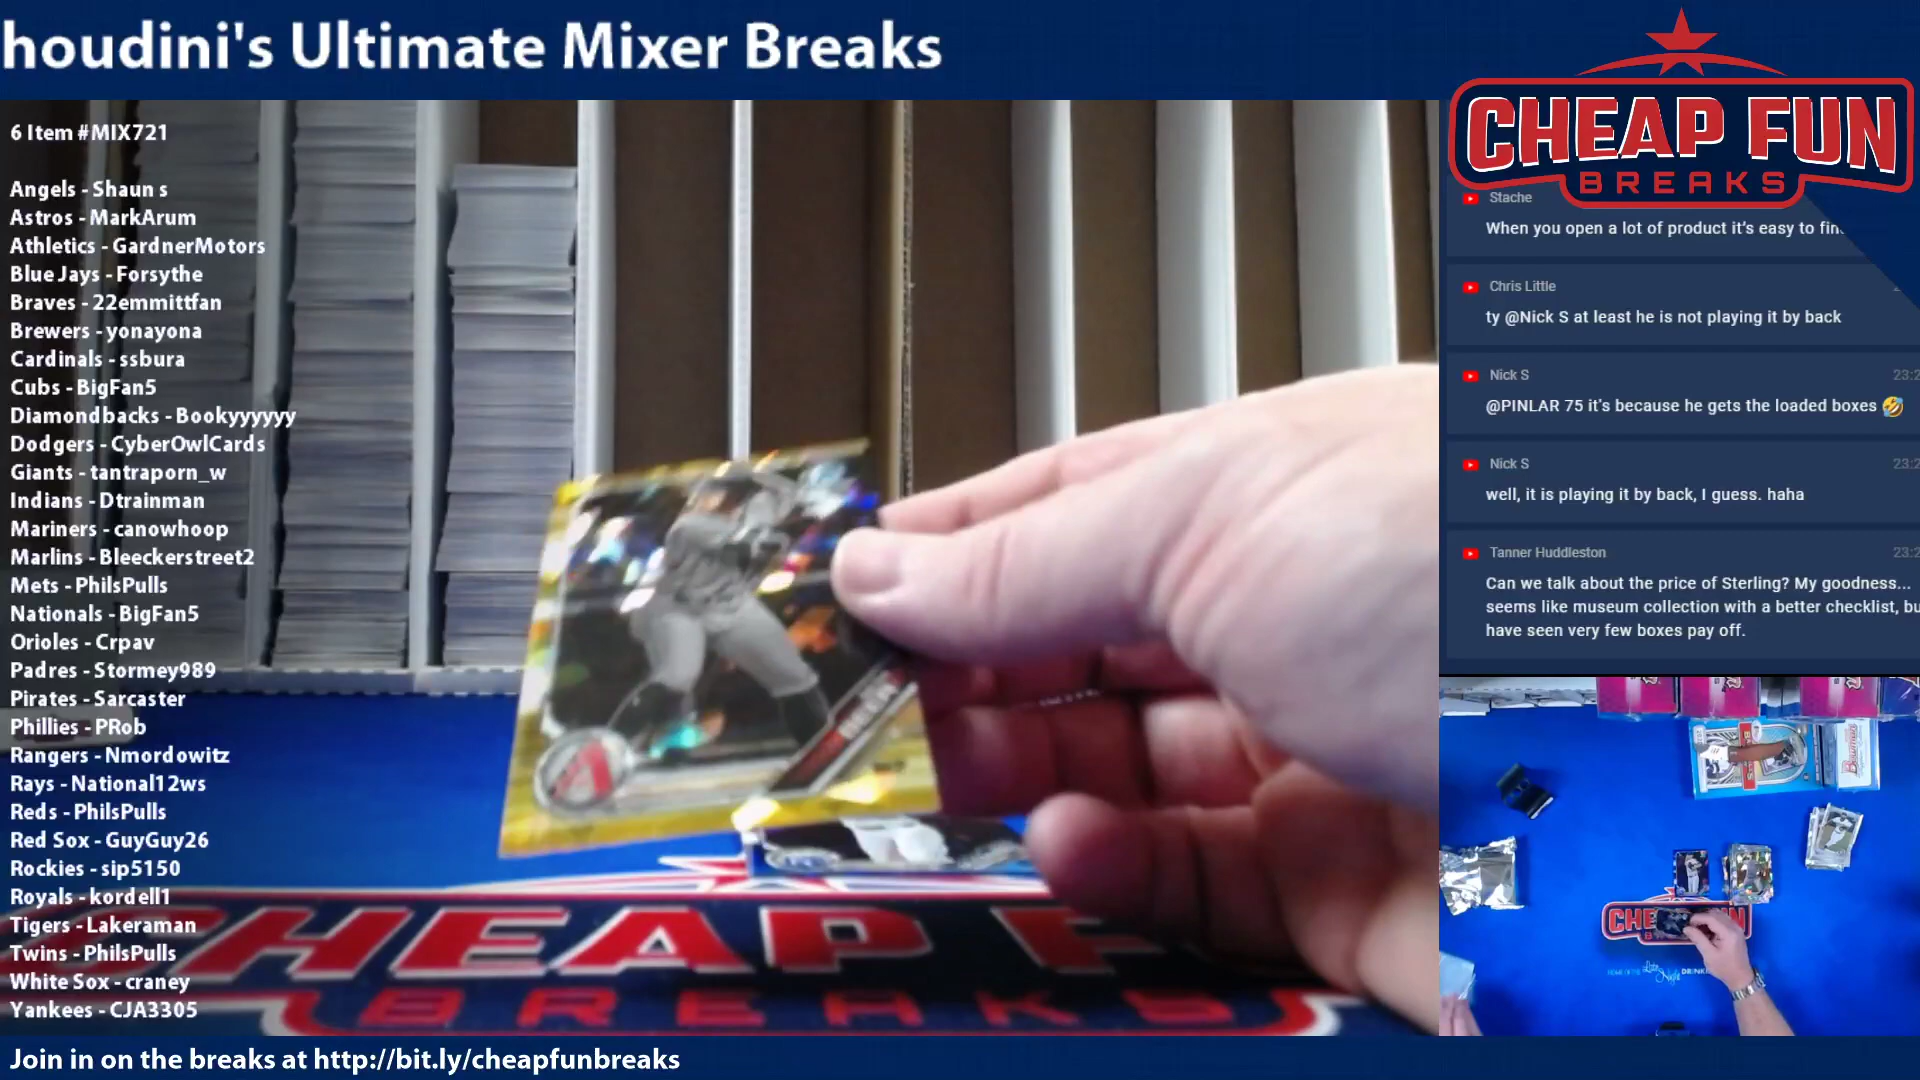 houdini's Ultimate Mixer Breaks
CHEAP FUN
BREAKS
6 Item #MIX721
Angels - Shaun s
Astros - MarkArum
Athletics - GardnerMotors
Blue Jays - Forsythe
Braves - 22emmittfan
Brewers - yonayona
Cardinals - ssbura
Cubs - BigFan5
Diamondbacks - Bookyyyyyy
Dodgers - CyberOwlCards
Giants - tantraporn_w
Indians - Dtrainman
Mariners - canowhoop
Marlins - Bleeckerstreet2
Mets - PhilsPulls
Nationals - BigFan5
Orioles - Crpav
Padres - Stormey989
Pirates - Sarcaster
Phillies - PRob
Rangers - Nmordowitz
Rays - National12ws
Reds - PhilsPulls
Red Sox - GuyGuy26
Rockies - sip5150
Royals - kordell1
Tigers - Lakeraman
Twins - PhilsPulls
White Sox - craney
Yankees - CJA3305
Stache
When you open a lot of product it's easy to
Chris Little
ty @Nick S at least he is not playing it by back
Nick S
23:2
@PINLAR 75 it's because he gets the loaded boxes 🤣
Nick S
23:2
well, it is playing it by back, I guess. haha
Tanner Huddleston
23:2
Can we talk about the price of Sterling? My goodness...
seems like museum collection with a better checklist, bu
have seen very few boxes pay off.
CHEAP F
BREAKS
Join in on the breaks at http://bit.ly/cheapfunbreaks